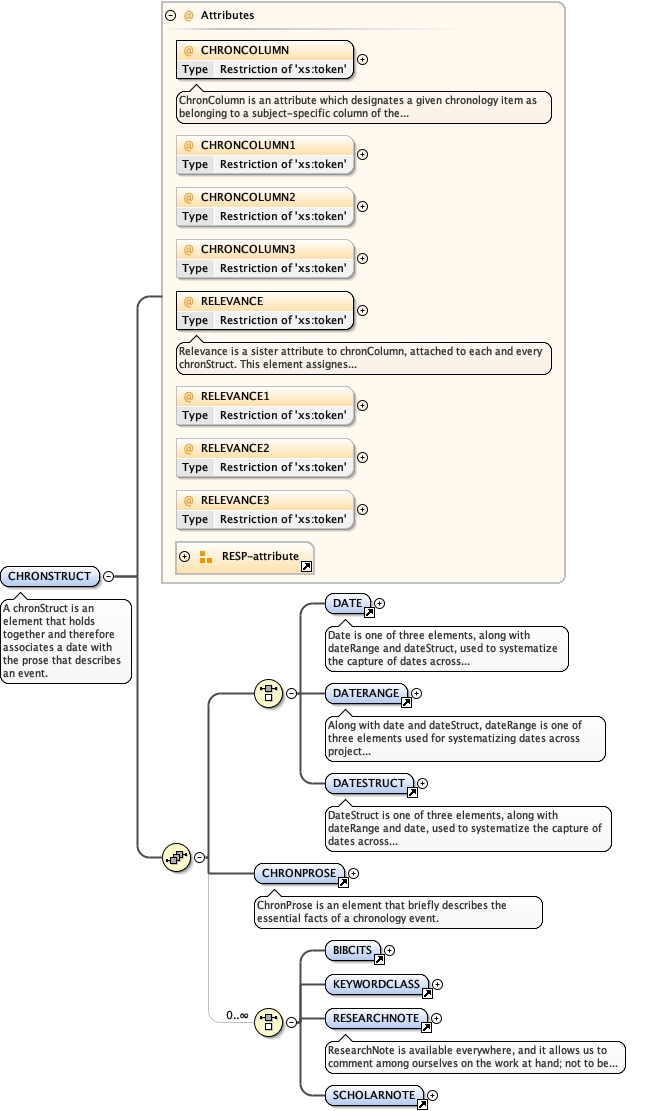 @ Attributes
@ CHRONCOLUMN
Type Restriction of 'xs:token'
ChronColumn is an attribute which designates a given chronology item as
belonging to a subject-specific column of the...
@ CHRONCOLUMN1
Type Restriction of 'xs:token'
@ CHRONCOLUMN2
Type Restriction of 'xs:token'
@ CHRONCOLUMN3
Type Restriction of 'xs:token'
@ RELEVANCE
Type Restriction of 'xs:token'
Relevance is a sister attribute to chronColumn, attached to each and every
chronStruct. This element assignes...
@ RELEVANCE1
Type Restriction of 'xs:token'
@ RELEVANCE2
Type Restriction of 'xs:token'
@ RELEVANCE3
Type Restriction of 'xs:token'
RESP-attribute
CHRONSTRUCT
A chronStruct is an
element that holds
together and therefore
associates a date with
the prose that describes
an event.
DATE
Date is one of three elements, along with
dateRange and dateStruct, used to systematize
the capture of dates across...
DATERANGE
Along with date and dateStruct, dateRange is one of
three elements used for systematizing dates across
project...
DATESTRUCT
DateStruct is one of three elements, along with
dateRange and date, used to systematize the capture of
dates across...
CHRONPROSE
ChronProse is an element that briefly describes the
essential facts of a chronology event.
0..∞
BIBCITS
KEYWORDCLASS
RESEARCHNOTE
ResearchNote is available everywhere, and it allows us to
comment among ourselves on the work at hand; not to be...
SCHOLARNOTE